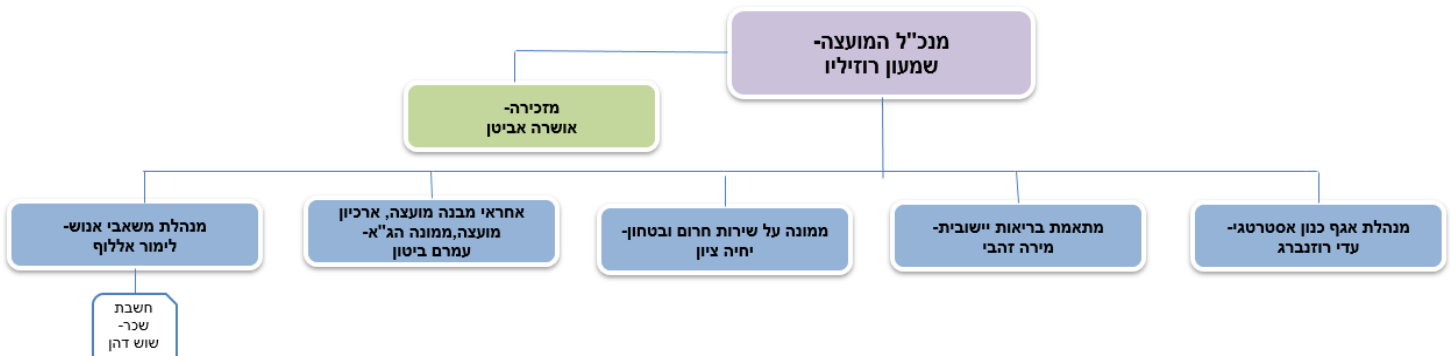 מנכ"ל המועצה-
שמעון רוזיליו
מזכירה-
אושרה אביטן
מנהלת אגף כנון אסטרטגי-
עדי רוזנברג
מתאמת בריאות יישובית-
מירה זהבי
ממונה על שירות חרום ובטחון-
יחיה ציון
אחראי מבנה מועצה, ארכיון
מועצה,ממונה הג"א-
עמרם ביטון
מנהלת משאבי אנוש-
לימור אללוף
חשבת
שכר-
שוש דהן